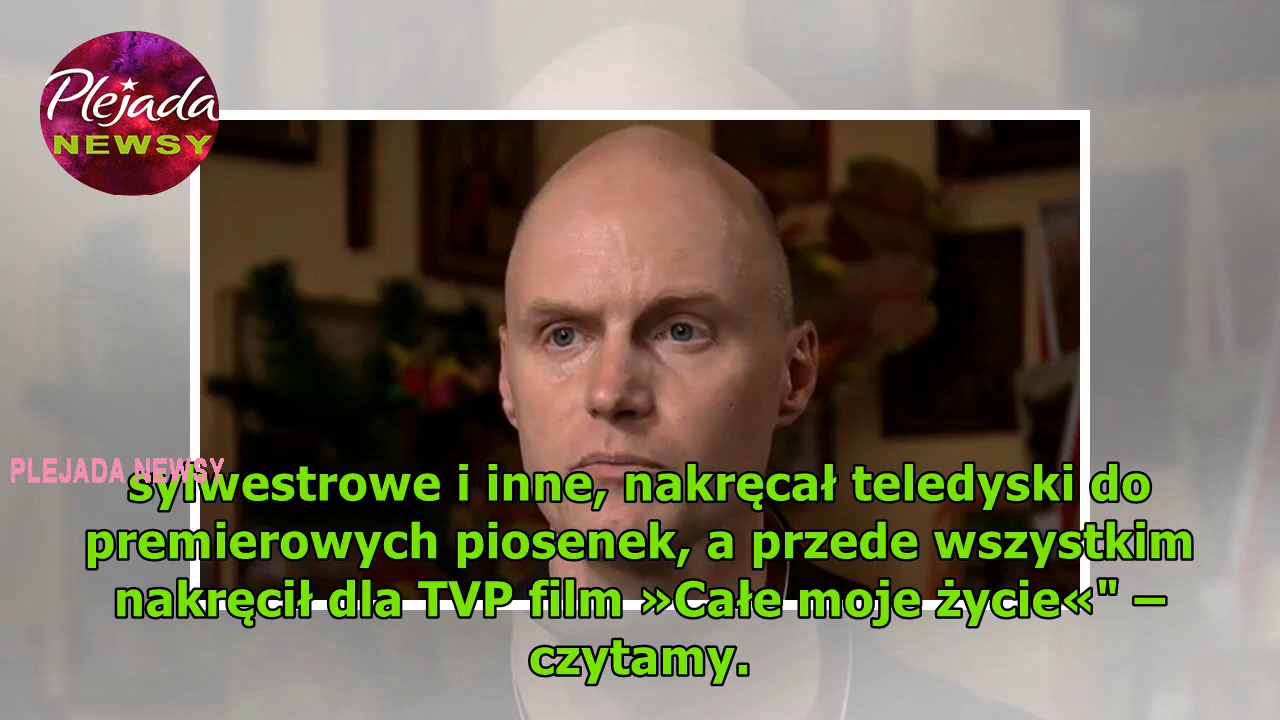 Plejada
NEWSY
PLEJADA NEWSY
sylwestrowe i inne, nakręcał teledyski do
premierowych piosenek, a przede wszystkim
nakręcił dla TVP film »Całe moje życie«" –
czytamy.